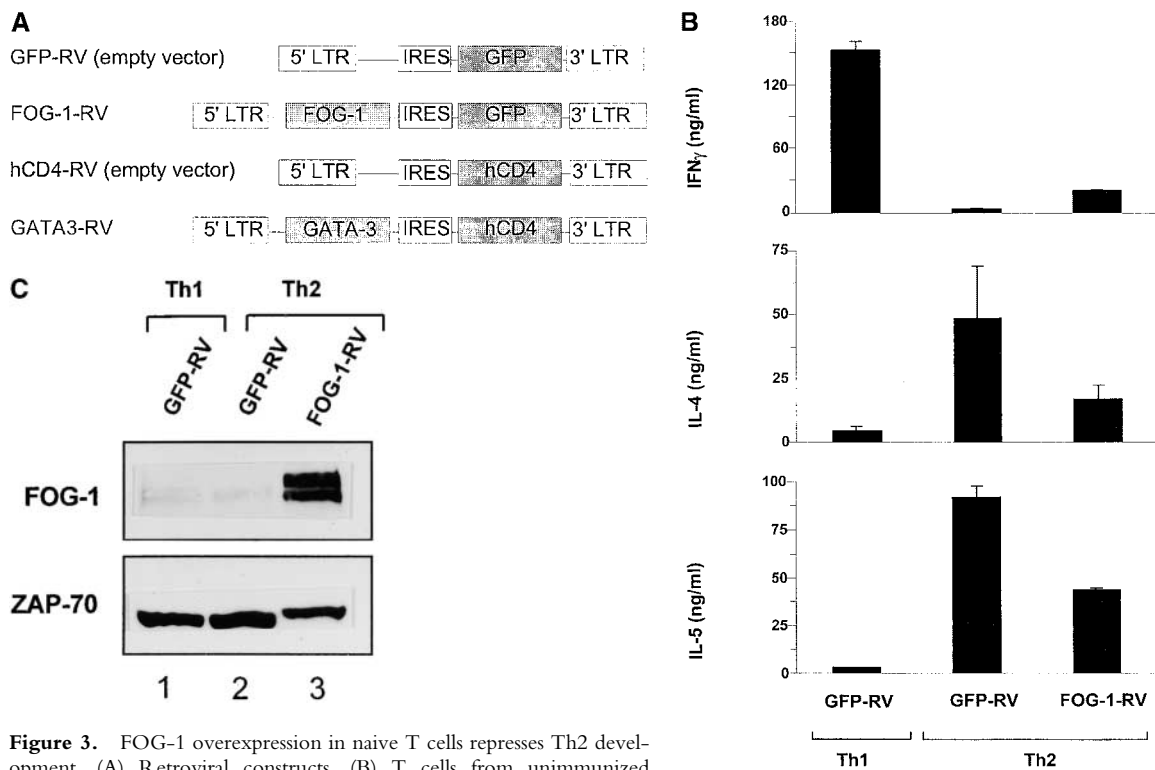 A
GFP-RV (empty vector) 5' LTR IRES GFP 3' LTR
FOG-1-RV 5' LTR FOG-1 IRES GFP 3' LTR
hCD4-RV (empty vector) 5' LTR IRES hCD4 3' LTR
GATA3-RV 5' LTR GATA-3 IRES hCD4 3' LTR
C
Th1 Th2
GFP-RV GFP-RV FOG-1-RV
FOG-1
ZAP-70
1 2 3
Figure 3. FOG-1 overexpression in naive T cells represses Th2 devel-
opment. (A) Retroviral constructs. (B) T cells from unimmunized
B
IFNγ (ng/ml)
180
120
60
0
IL-4 (ng/ml)
75
50
25
0
IL-5 (ng/ml)
100
75
50
25
0
GFP-RV GFP-RV FOG-1-RV
Th1 Th2